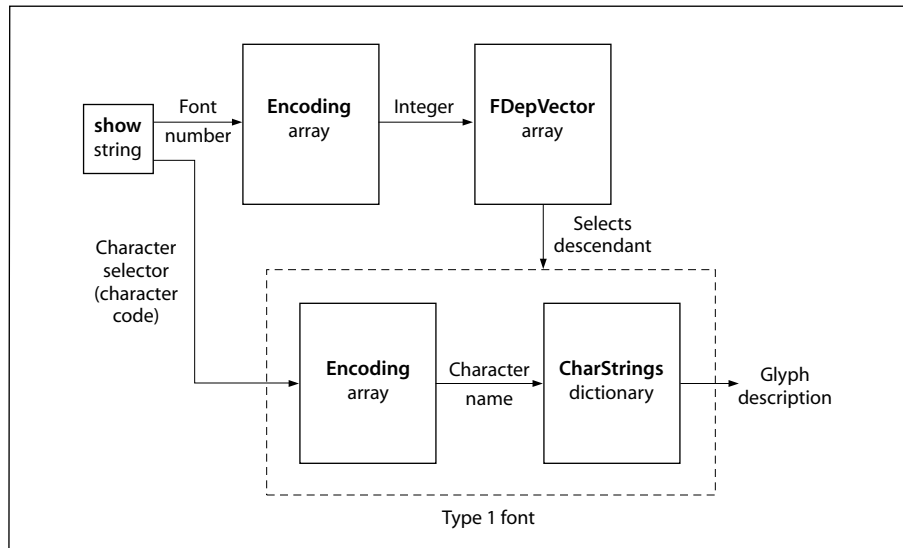 show
string
Font
number
Encoding
array
Integer
FDepVector
array
Selects
descendant
Character
selector
(character
code)
Encoding
array
Character
name
CharStrings
dictionary
Glyph
description
Type 1 font